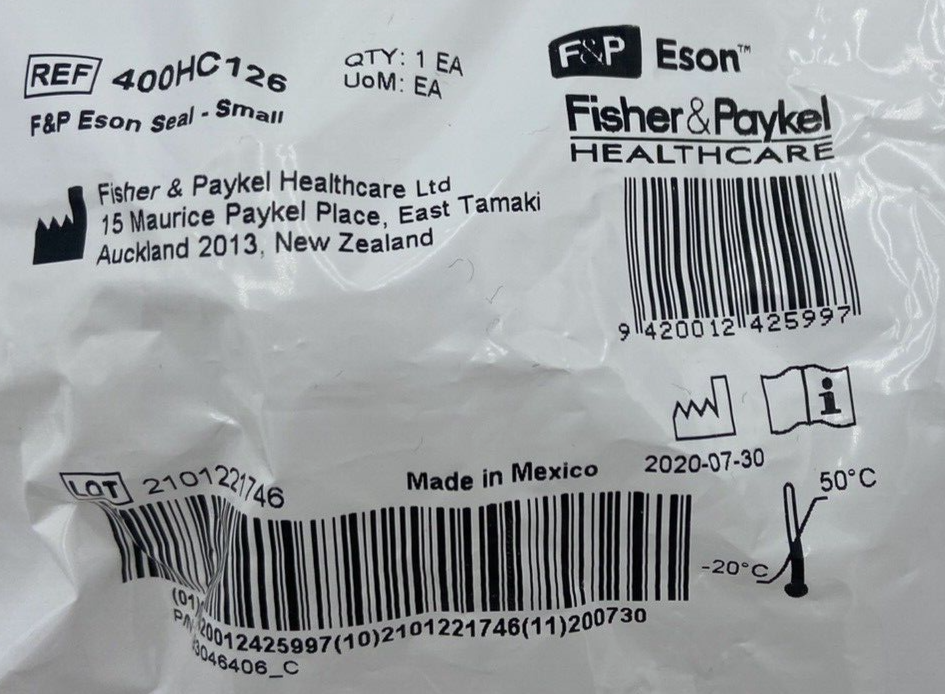 REF 400HC126
F&P Eson Seal - Small
QTY: 1 EA
UoM: EA
F&P Eson™
Fisher & Paykel
HEALTHCARE
Fisher & Paykel Healthcare Ltd
15 Maurice Paykel Place, East Tamaki
Auckland 2013, New Zealand
9 420012 425997
i
2020-07-30
LOT 2101221746
Made in Mexico
50°C
-20°C
(01) 20012425997(10)2101221746(11)200730
3046406_C